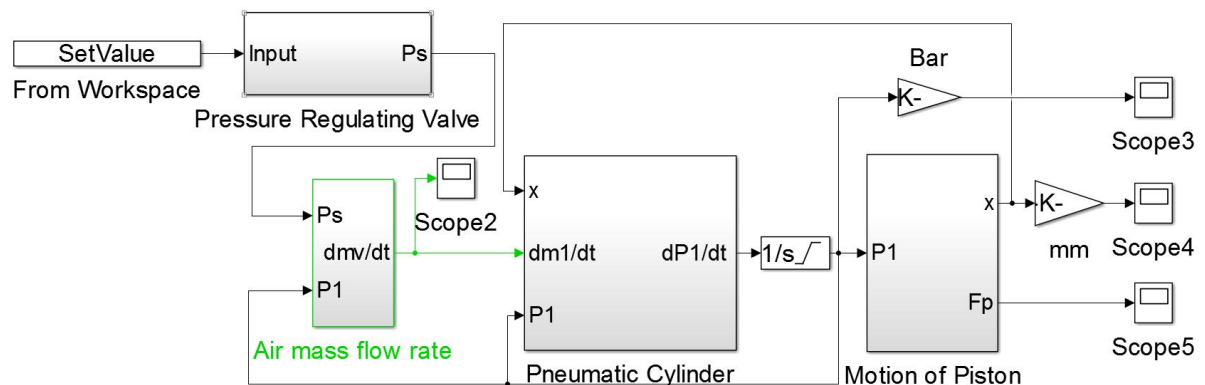 SetValue
From Workspace
Input
Ps
Pressure Regulating Valve
Bar
K-
Scope3
Ps
dmv/dt
P1
Air mass flow rate
Scope2
x
dm1/dt
P1
dP1/dt
Pneumatic Cylinder
1/s
P1
x
Fp
Motion of Piston
K-
mm
Scope4
Scope5